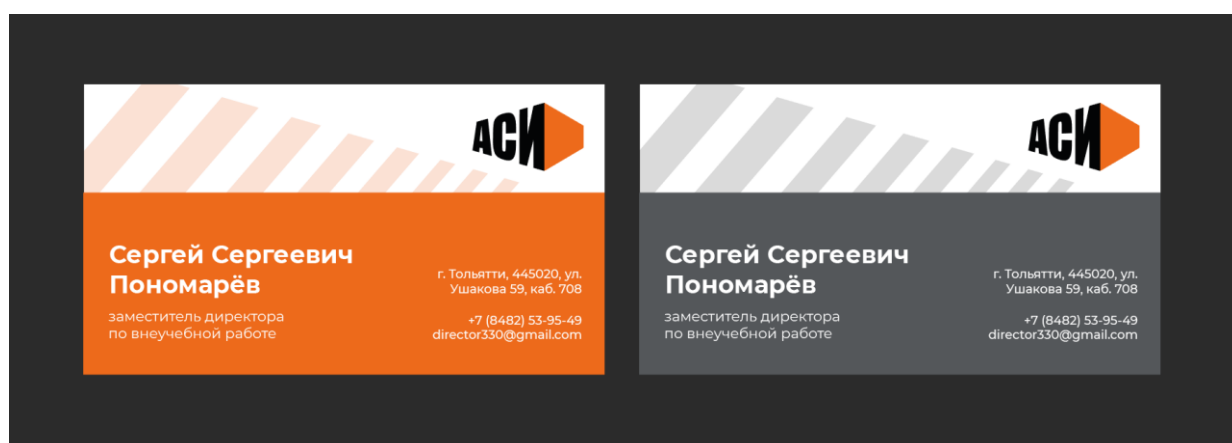 АСИ
Сергей Сергеевич
Пономарёв
заместитель директора
по внеучебной работе
г. Тольятти, 445020, ул.
Ушакова 59, каб. 708
+7 (8482) 53-95-49
director330@gmail.com
АСИ
Сергей Сергеевич
Пономарёв
заместитель директора
по внеучебной работе
г. Тольятти, 445020, ул.
Ушакова 59, каб. 708
+7 (8482) 53-95-49
director330@gmail.com